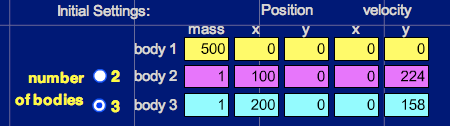 Initial Settings: Position velocity
mass x y x y
body 1 500 0 0 0 0
number 2 body 2 1 100 0 0 224
of bodies 3 body 3 1 200 0 0 158